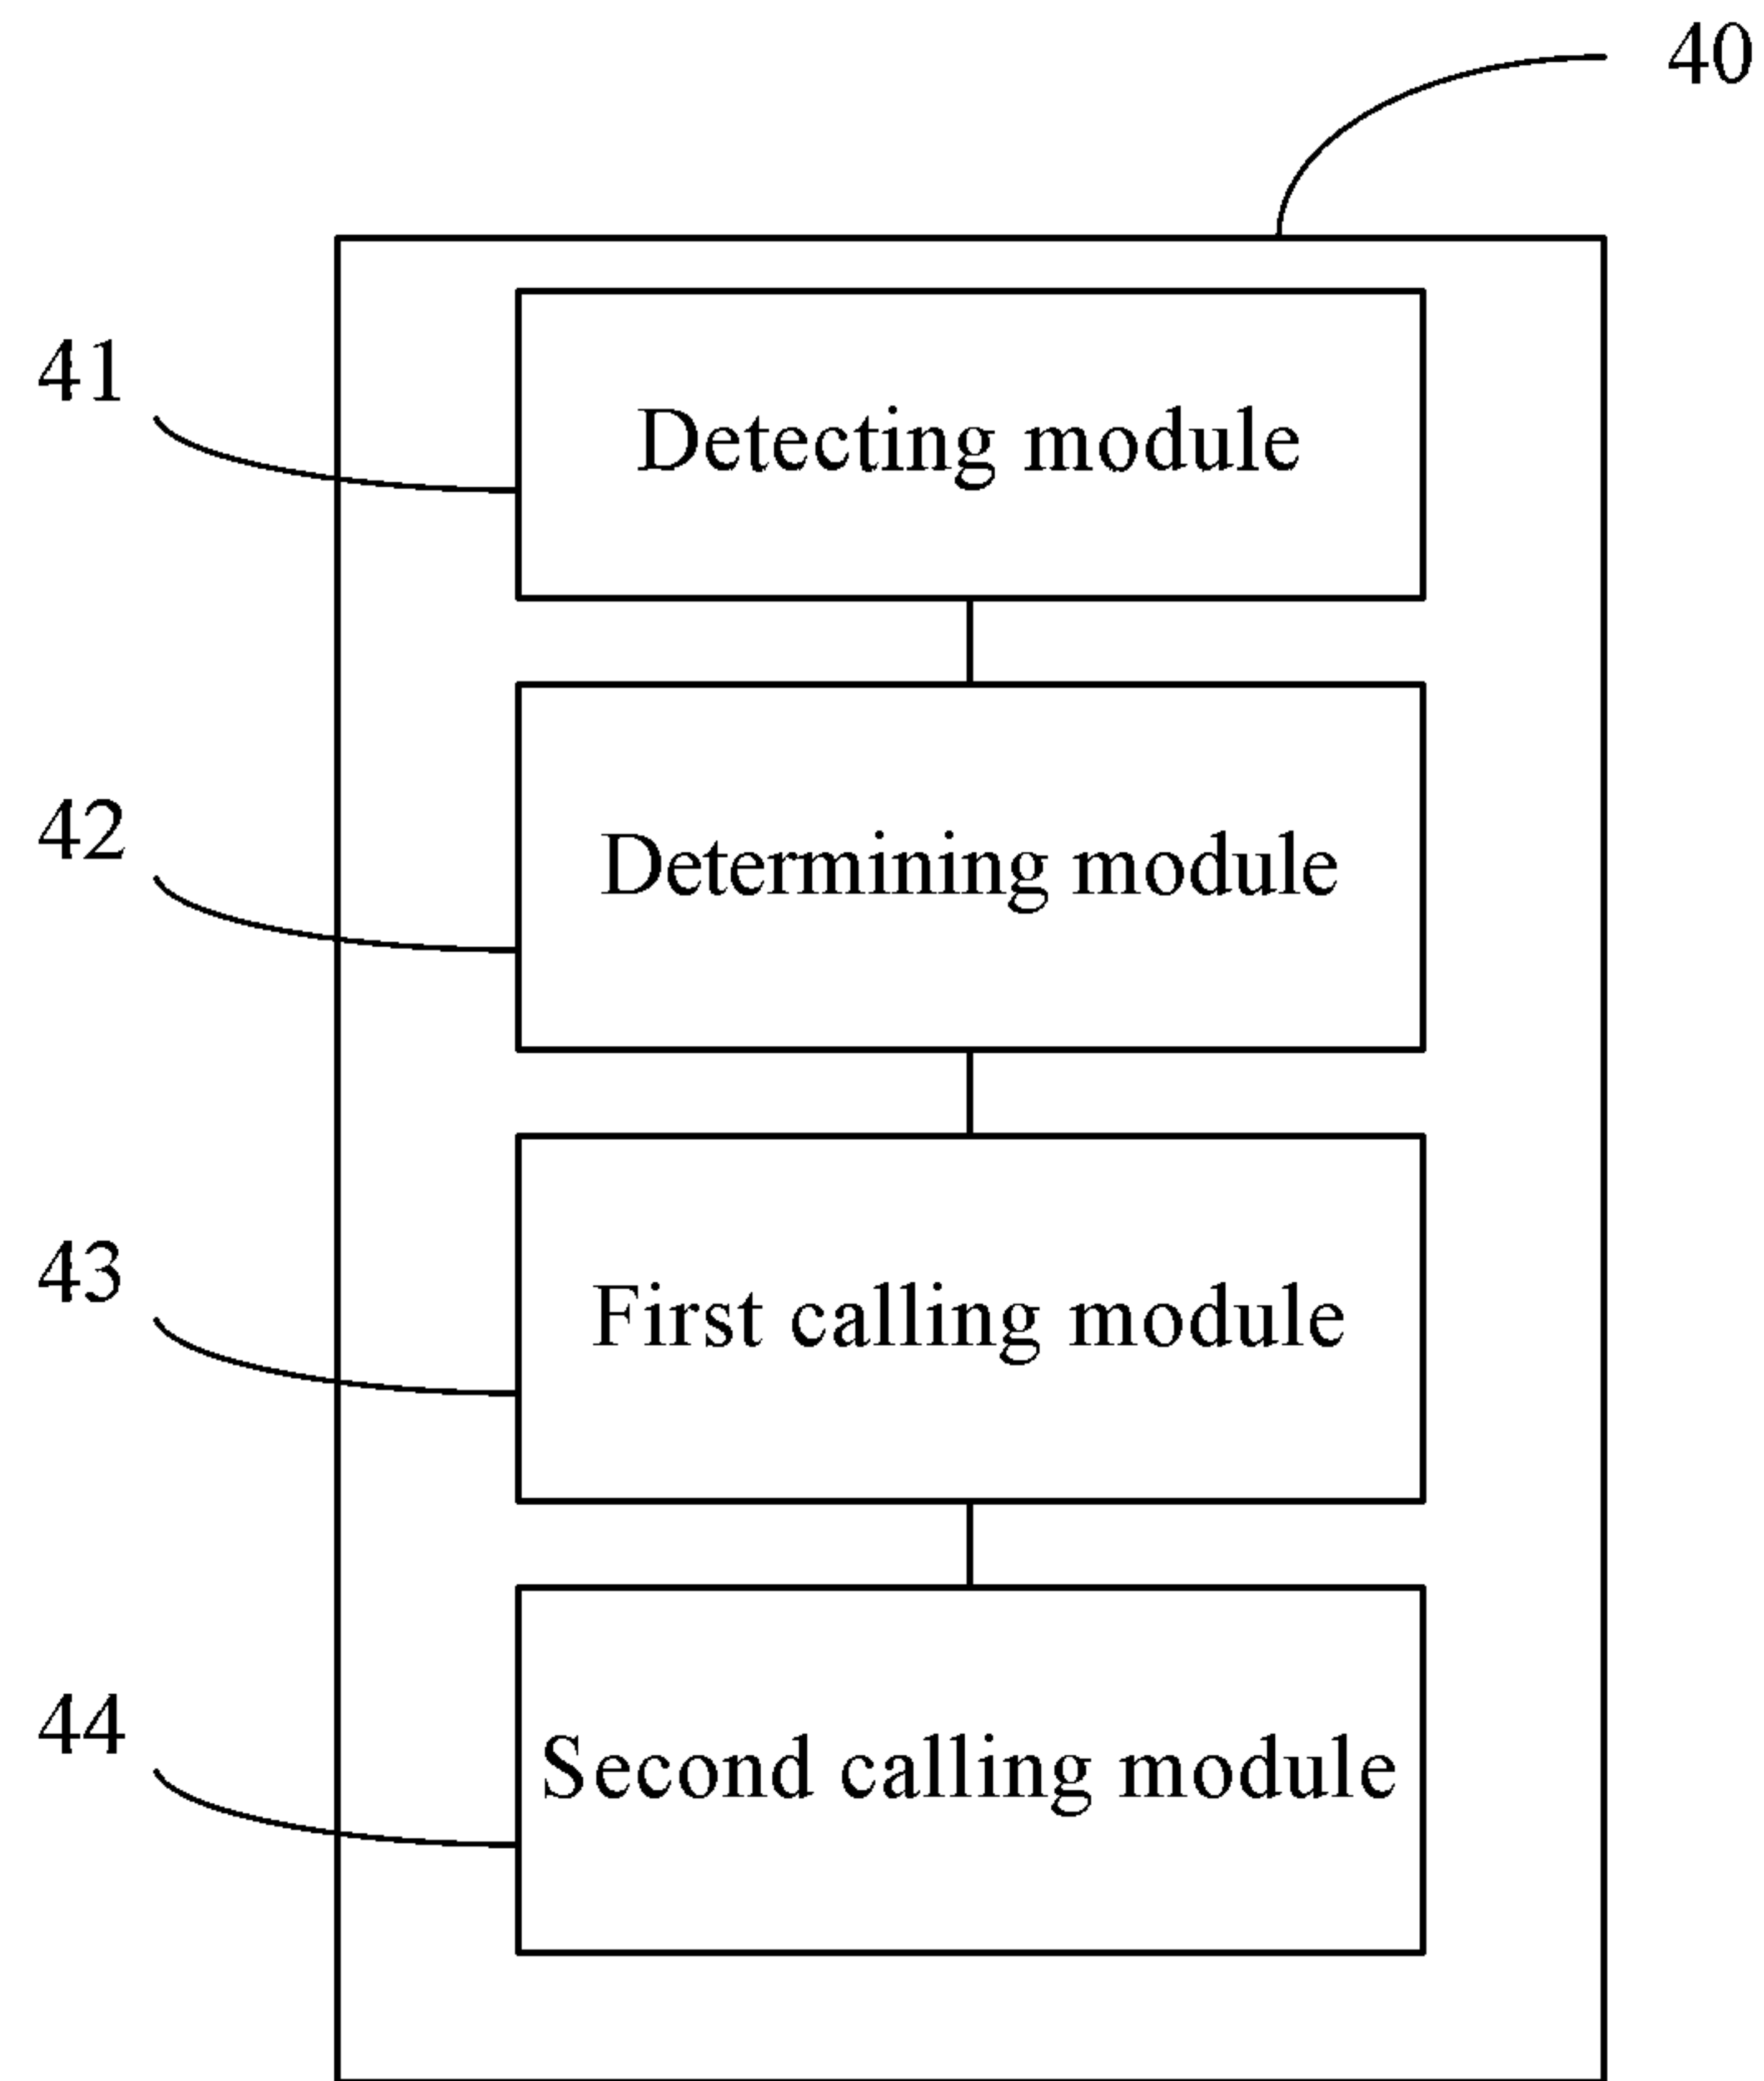 40
41
Detecting module
42
Determining module
43
First calling module
44
Second calling module